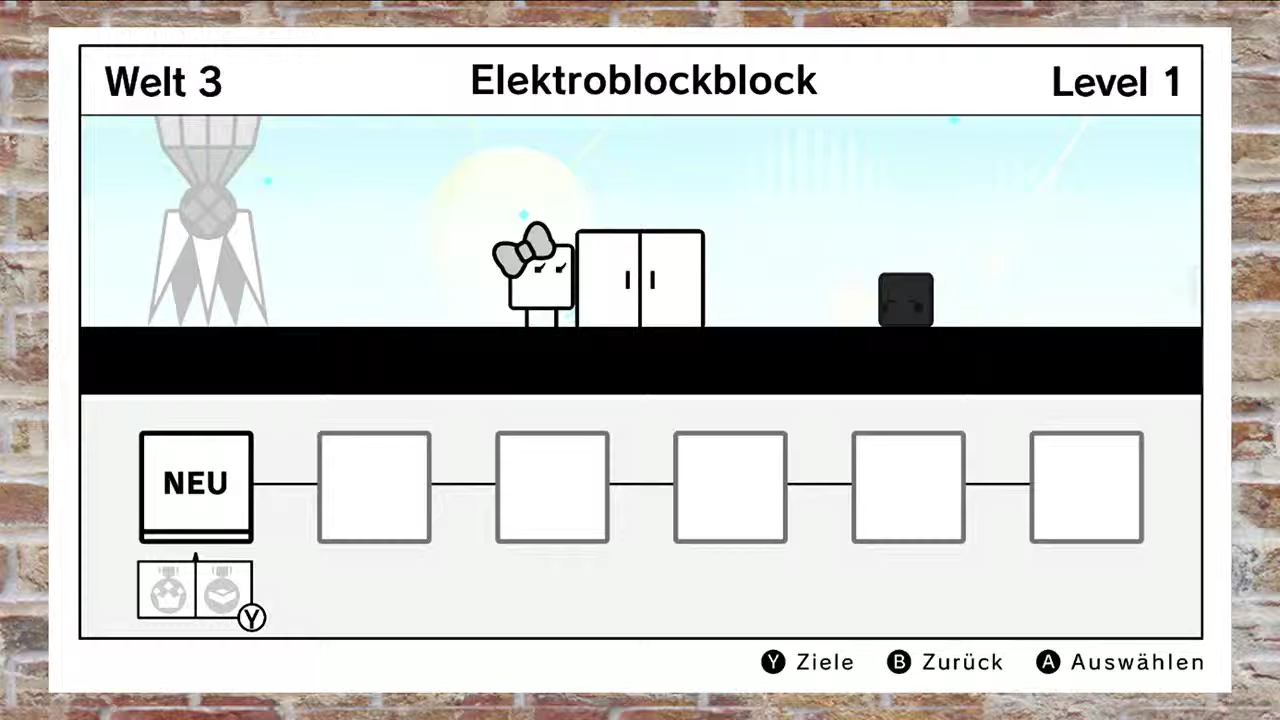 Welt 3
Elektroblockblock
Level 1
NEU
Y
Y Ziele
B Zurück
A Auswählen